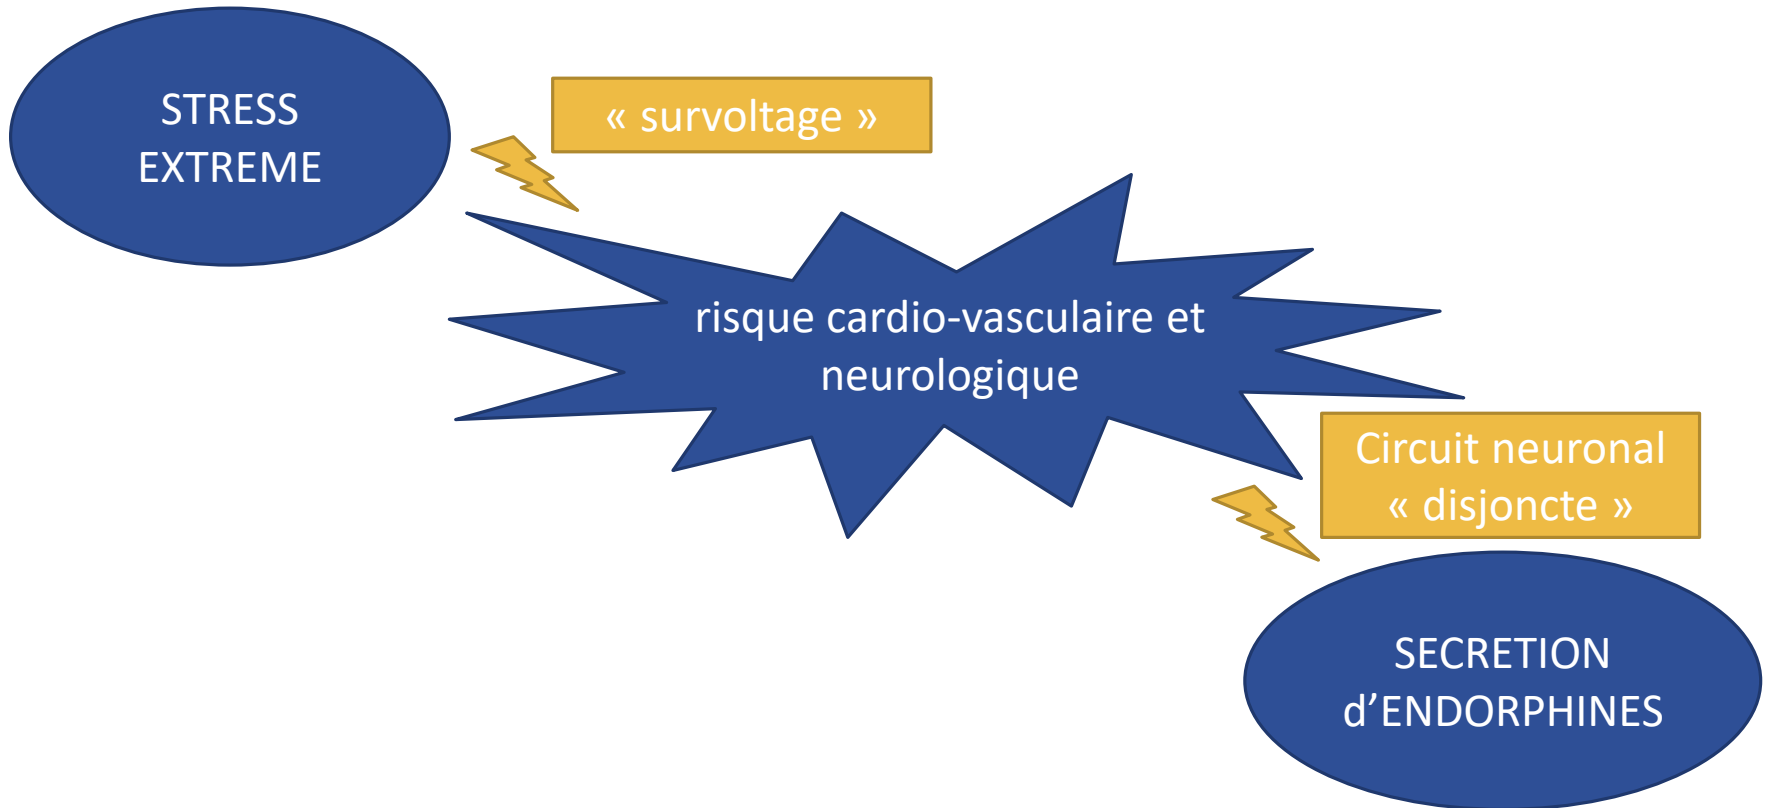 STRESS
EXTREME
« survoltage »
risque cardio-vasculaire et
neurologique
Circuit neuronal
« disjoncte »
SECRETION
d’ENDORPHINES